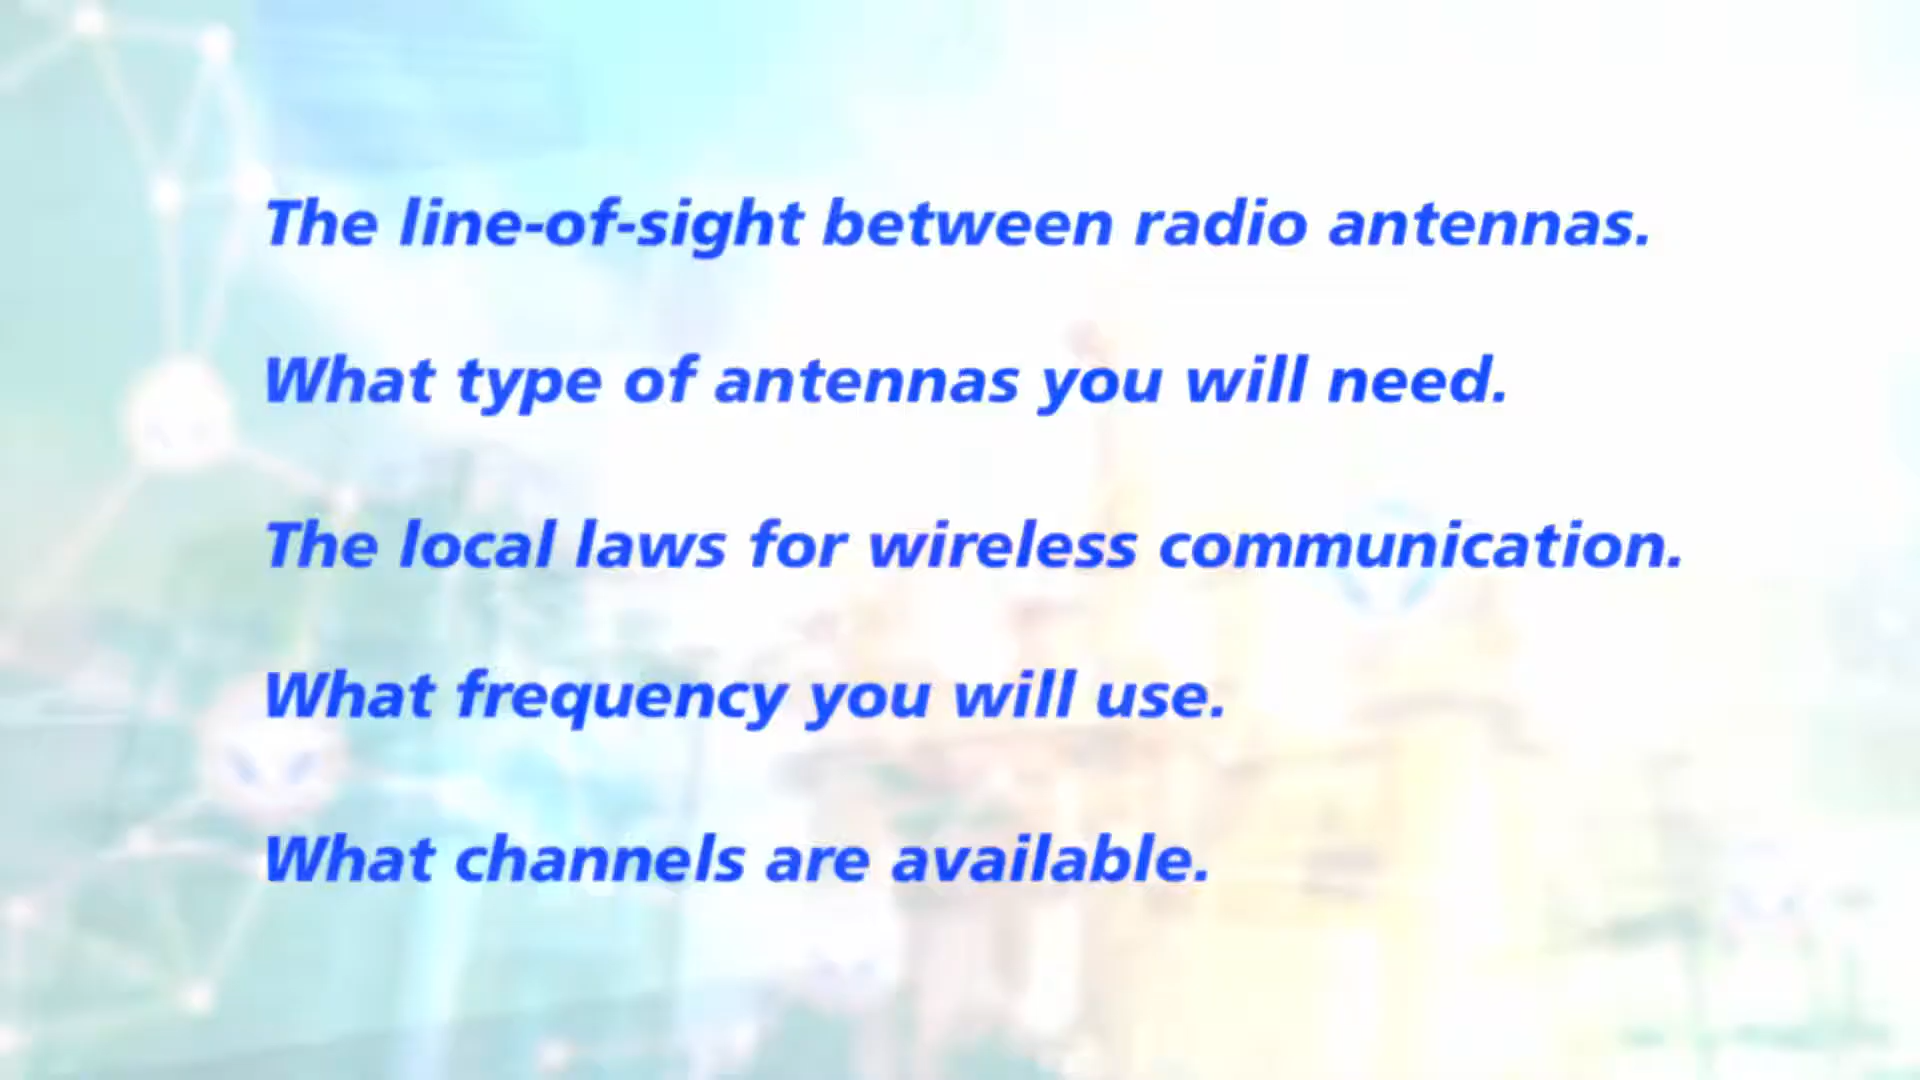 The line-of-sight between radio antennas.
What type of antennas you will need.
The local laws for wireless communication.
What frequency you will use.
What channels are available.